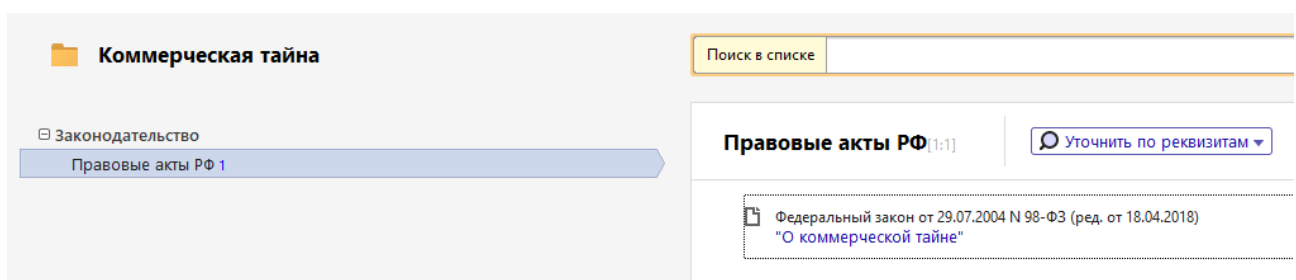 Коммерческая тайна
Поиск в списке
Законодательство
Правовые акты РФ 1
Правовые акты РФ[1:1]
Уточнить по реквизитам
Федеральный закон от 29.07.2004 N 98-ФЗ (ред. от 18.04.2018)
"О коммерческой тайне"